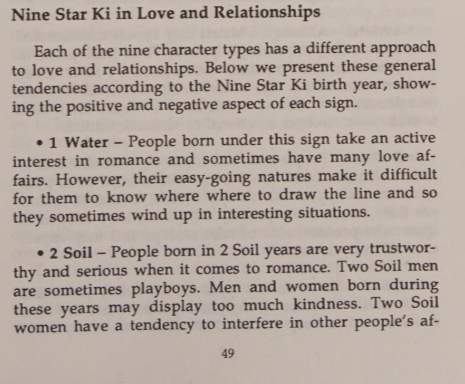 Nine Star Ki in Love and Relationships
Each of the nine character types has a different approach
to love and relationships. Below we present these general
tendencies according to the Nine Star Ki birth year, show-
ing the positive and negative aspect of each sign.
• 1 Water – People born under this sign take an active
interest in romance and sometimes have many love af-
fairs. However, their easy-going natures make it difficult
for them to know where where to draw the line and so
they sometimes wind up in interesting situations.
• 2 Soil – People born in 2 Soil years are very trustwor-
thy and serious when it comes to romance. Two Soil men
are sometimes playboys. Men and women born during
these years may display too much kindness. Two Soil
women have a tendency to interfere in other people's af-
49